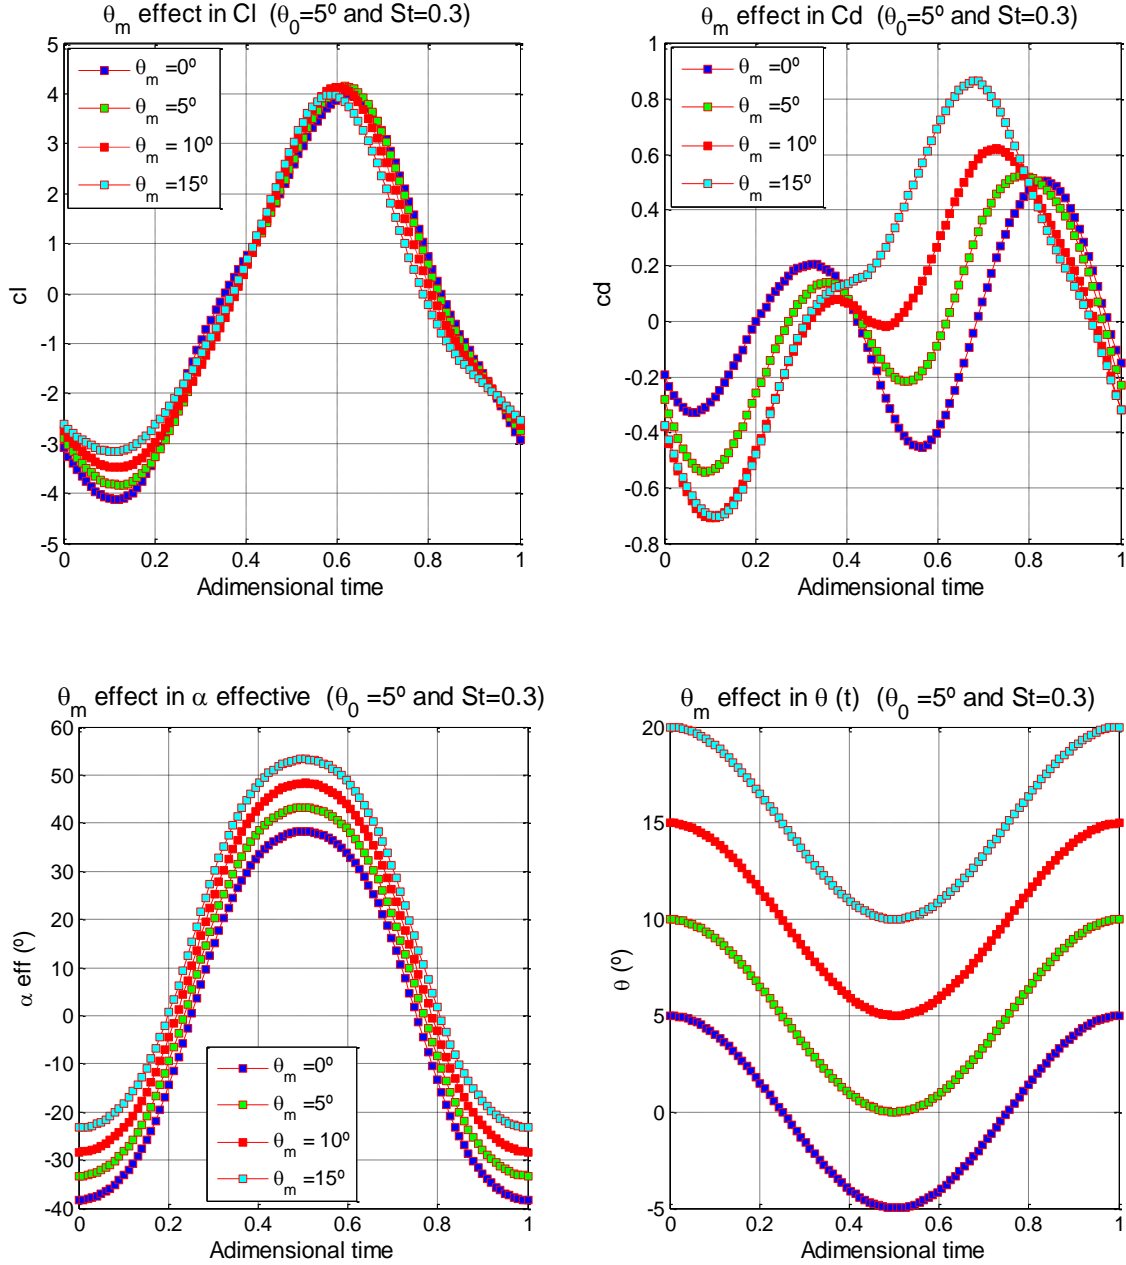 θm effect in Cl (θ0=5º and St=0.3)
5
4
3
2
1
0
-1
-2
-3
-4
-5
cl
θm =0º
θm =5º
θm = 10º
θm =15º
0 0.2 0.4 0.6 0.8 1
Adimensional time
θm effect in Cd (θ0=5º and St=0.3)
1
0.8
0.6
0.4
0.2
0
-0.2
-0.4
-0.6
-0.8
cd
θm =0º
θm =5º
θm = 10º
θm =15º
0 0.2 0.4 0.6 0.8 1
Adimensional time
θm effect in α effective (θ0 =5º and St=0.3)
60
50
40
30
20
10
0
-10
-20
-30
-40
α eff (º)
θm =0º
θm =5º
θm = 10º
θm =15º
0 0.2 0.4 0.6 0.8 1
Adimensional time
θm effect in θ (t) (θ0 =5º and St=0.3)
20
15
10
5
0
-5
θ (º)
0 0.2 0.4 0.6 0.8 1
Adimensional time